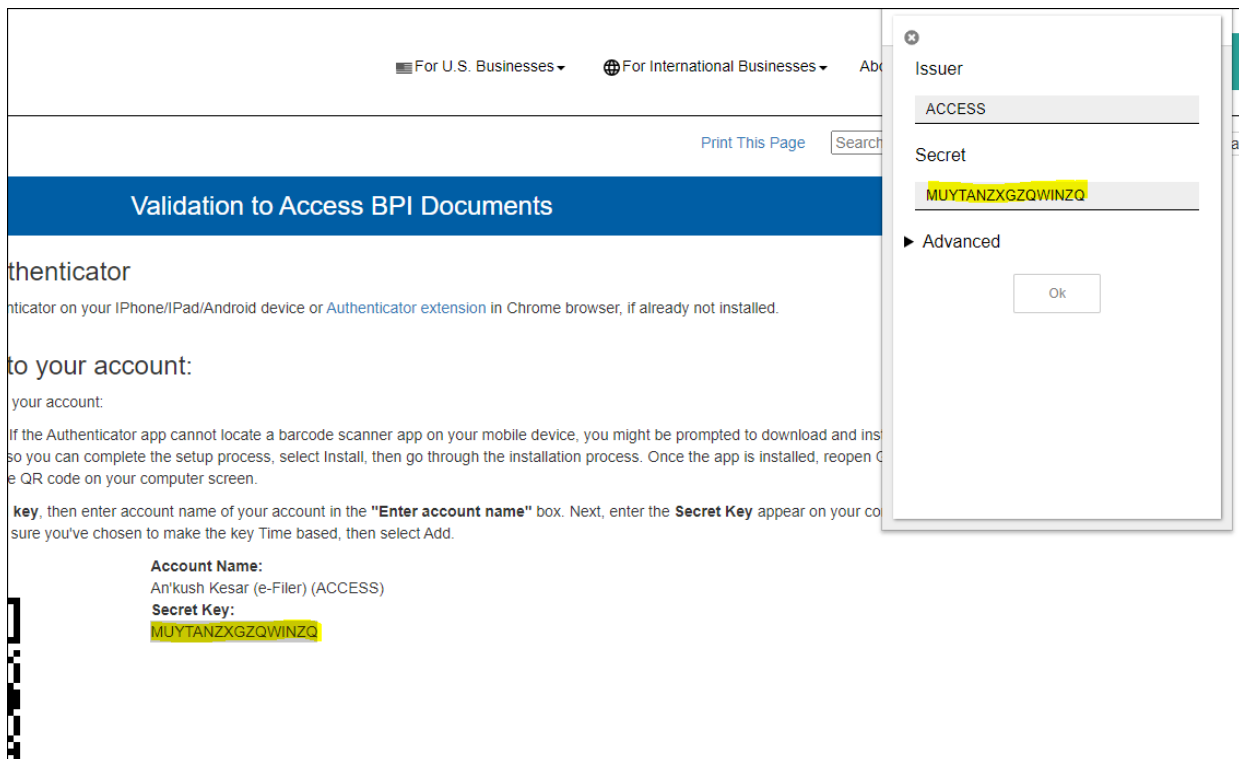 For U.S. Businesses
For International Businesses
Print This Page
Search
Validation to Access BPI Documents
thenticator
nticator on your IPhone/IPad/Android device or Authenticator extension in Chrome browser, if already not installed.
to your account:
your account:
If the Authenticator app cannot locate a barcode scanner app on your mobile device, you might be prompted to download and ins
so you can complete the setup process, select Install, then go through the installation process. Once the app is installed, reopen
e QR code on your computer screen.
key, then enter account name of your account in the "Enter account name" box. Next, enter the Secret Key appear on your co
sure you've chosen to make the key Time based, then select Add.
Account Name:
An'kush Kesar (e-Filer) (ACCESS)
Secret Key:
MUYTANZXGZQWINZQ
Issuer
ACCESS
Secret
MUYTANZXGZQWINZQ
Advanced
Ok